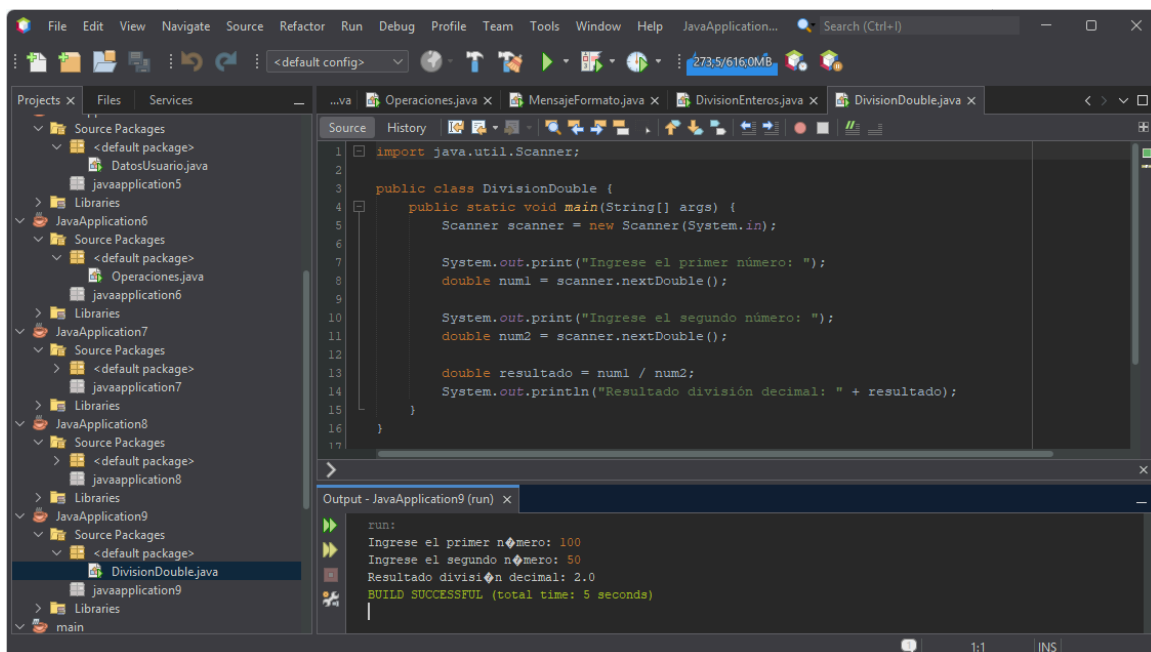 File Edit View Navigate Source Refactor Run Debug Profile Team Tools Window Help JavaApplication... Search (Ctrl+I)
<default config> 273,5/616,0MB
Projects Files Services
...va Operaciones.java MensajeFormato.java DivisionEnteros.java DivisionDouble.java
Source History
Source Packages
<default package>
DatosUsuario.java
javaapplication5
Libraries
JavaApplication6
Source Packages
<default package>
Operaciones.java
javaapplication6
Libraries
JavaApplication7
Source Packages
<default package>
javaapplication7
Libraries
JavaApplication8
Source Packages
<default package>
javaapplication8
Libraries
JavaApplication9
Source Packages
<default package>
DivisionDouble.java
javaapplication9
Libraries
main
1 import java.util.Scanner;
2
3 public class DivisionDouble {
4 public static void main(String[] args) {
5 Scanner scanner = new Scanner(System.in);
6
7 System.out.print("Ingrese el primer número: ");
8 double num1 = scanner.nextDouble();
9
10 System.out.print("Ingrese el segundo número: ");
11 double num2 = scanner.nextDouble();
12
13 double resultado = num1 / num2;
14 System.out.println("Resultado división decimal: " + resultado);
15 }
16 }
17
Output - JavaApplication9 (run)
run:
Ingrese el primer n�mero: 100
Ingrese el segundo n�mero: 50
Resultado divisi�n decimal: 2.0
BUILD SUCCESSFUL (total time: 5 seconds)
1:1 INS